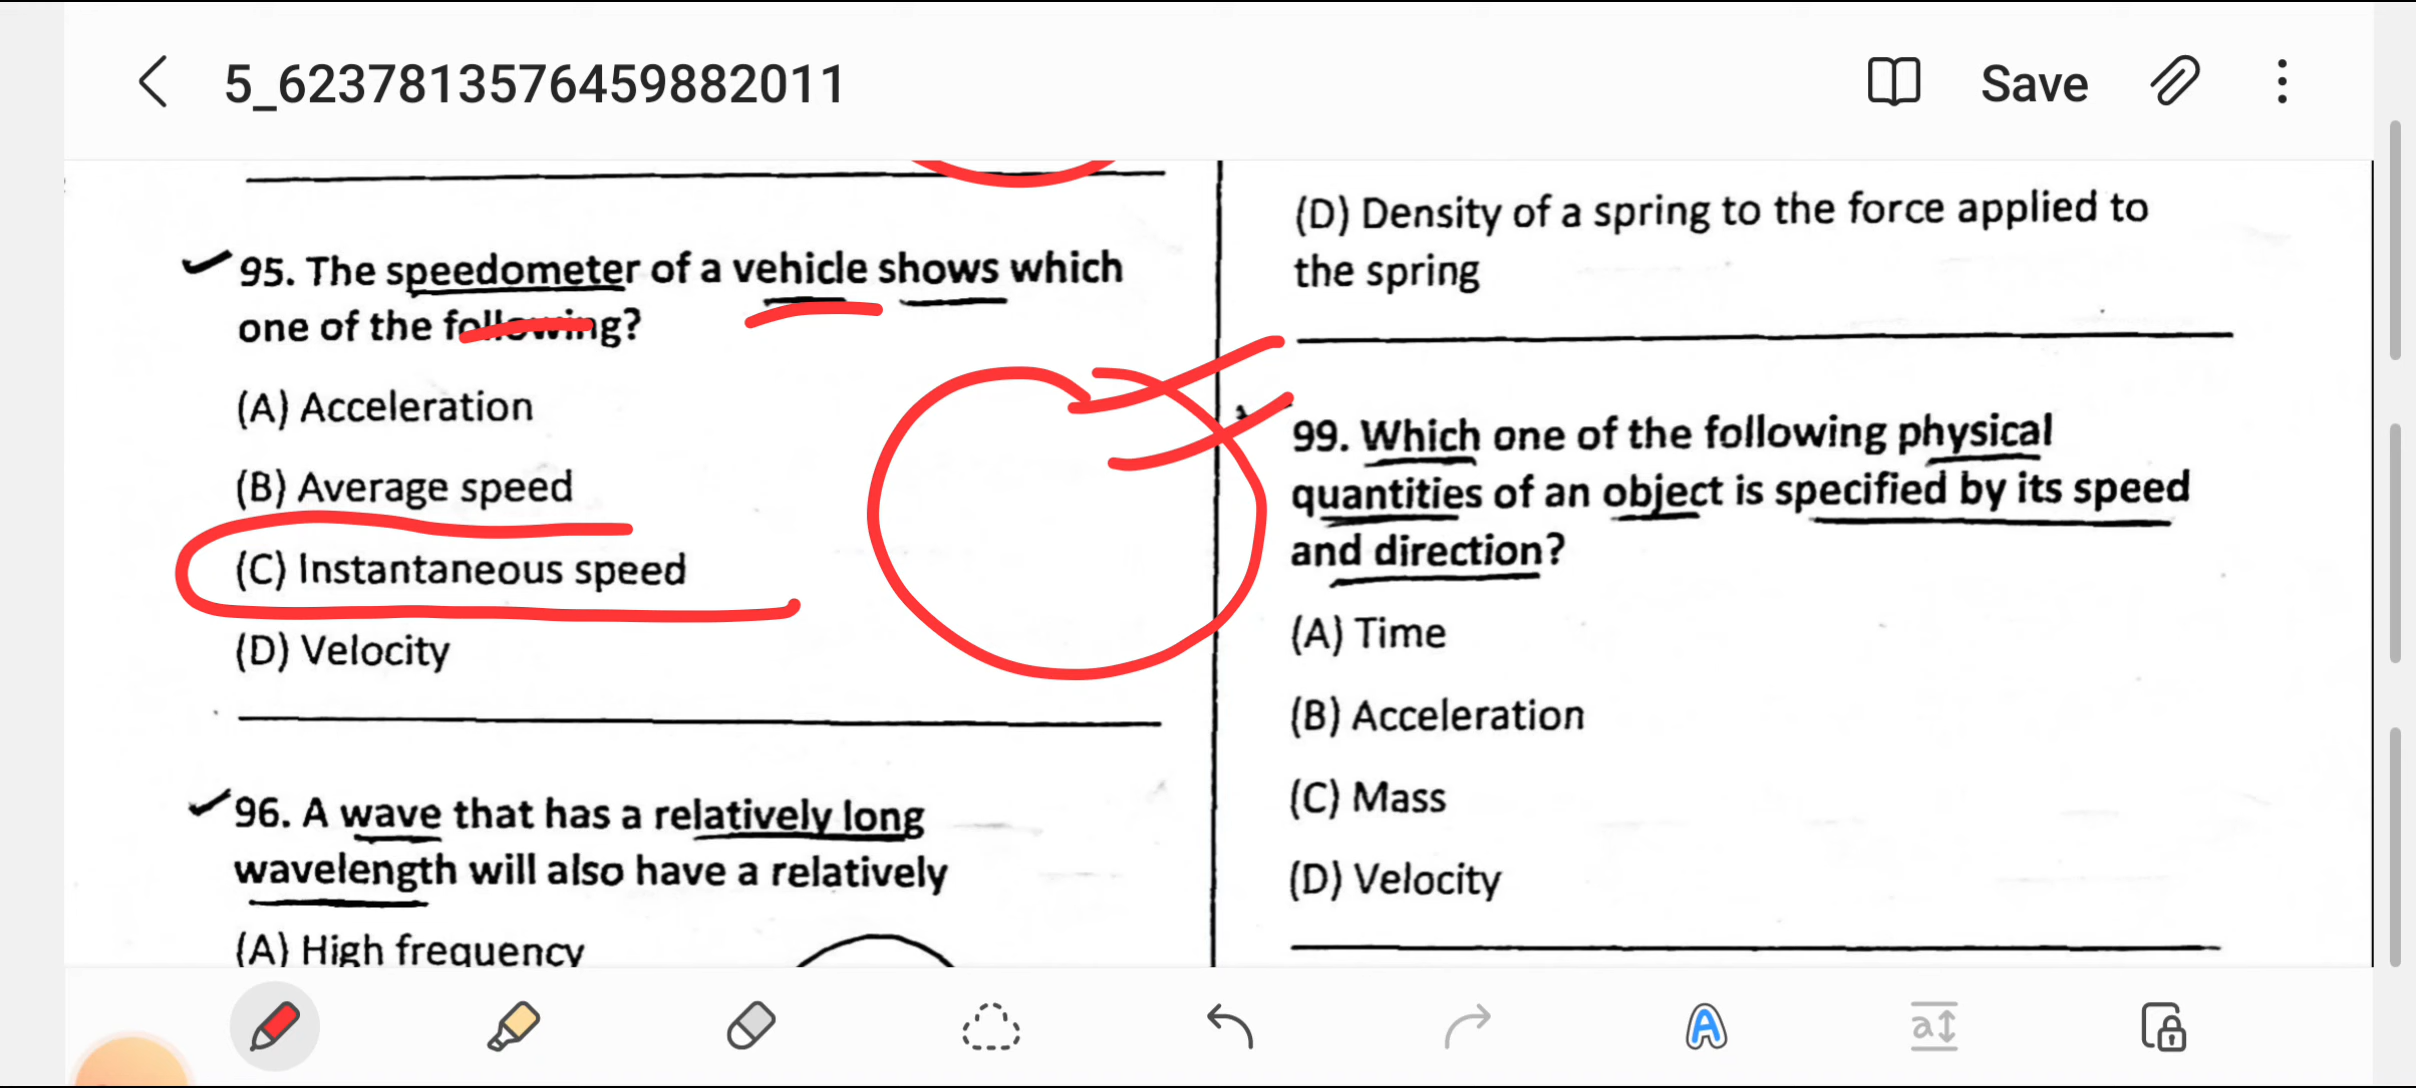 5_6237813576459882011
Save
95. The speedometer of a vehicle shows which
one of the following?
(A) Acceleration
(B) Average speed
(C) Instantaneous speed
(D) Velocity
96. A wave that has a relatively long
wavelength will also have a relatively
(A) High frequency
(D) Density of a spring to the force applied to
the spring
99. Which one of the following physical
quantities of an object is specified by its speed
and direction?
(A) Time
(B) Acceleration
(C) Mass
(D) Velocity
A
a